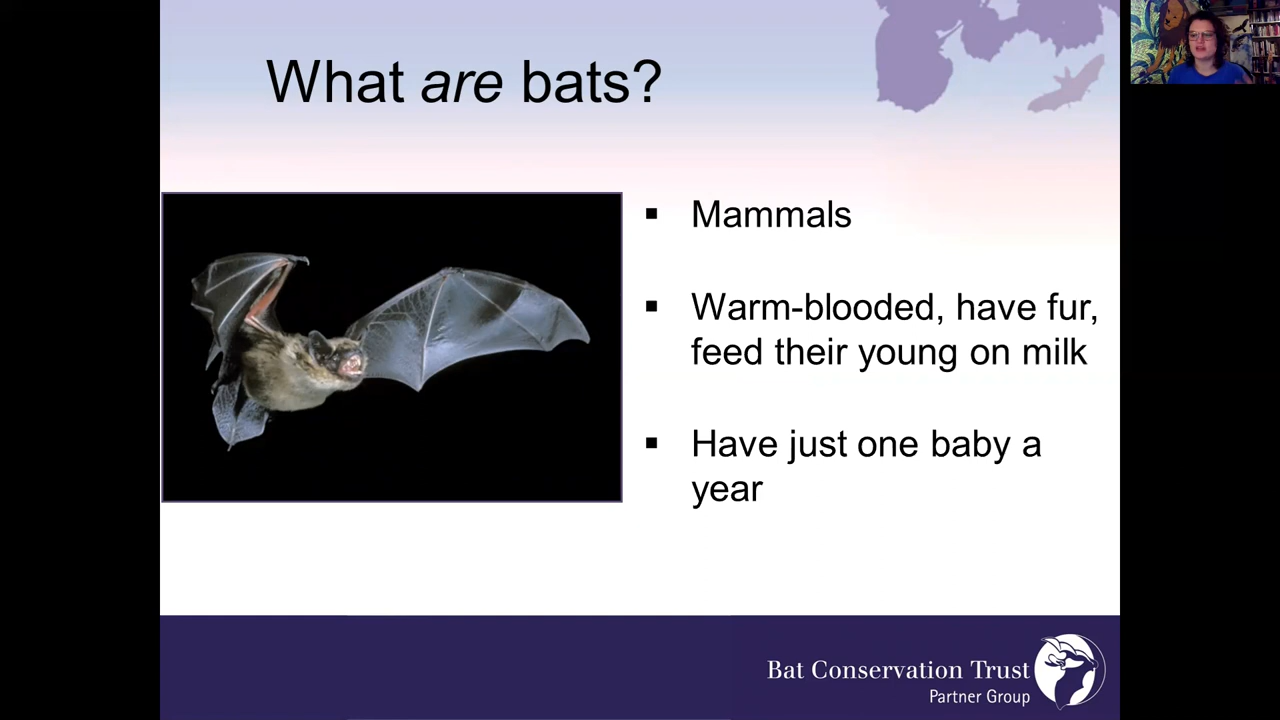 What are bats?
▪ Mammals
▪ Warm-blooded, have fur,
feed their young on milk
▪ Have just one baby a
year
Bat Conservation Trust
Partner Group